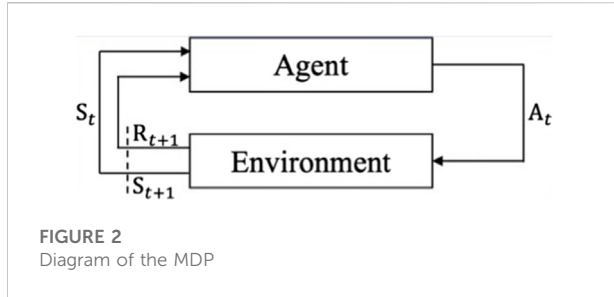 Agent
S_t
A_t
R_{t+1}
Environment
S_{t+1}
FIGURE 2
Diagram of the MDP